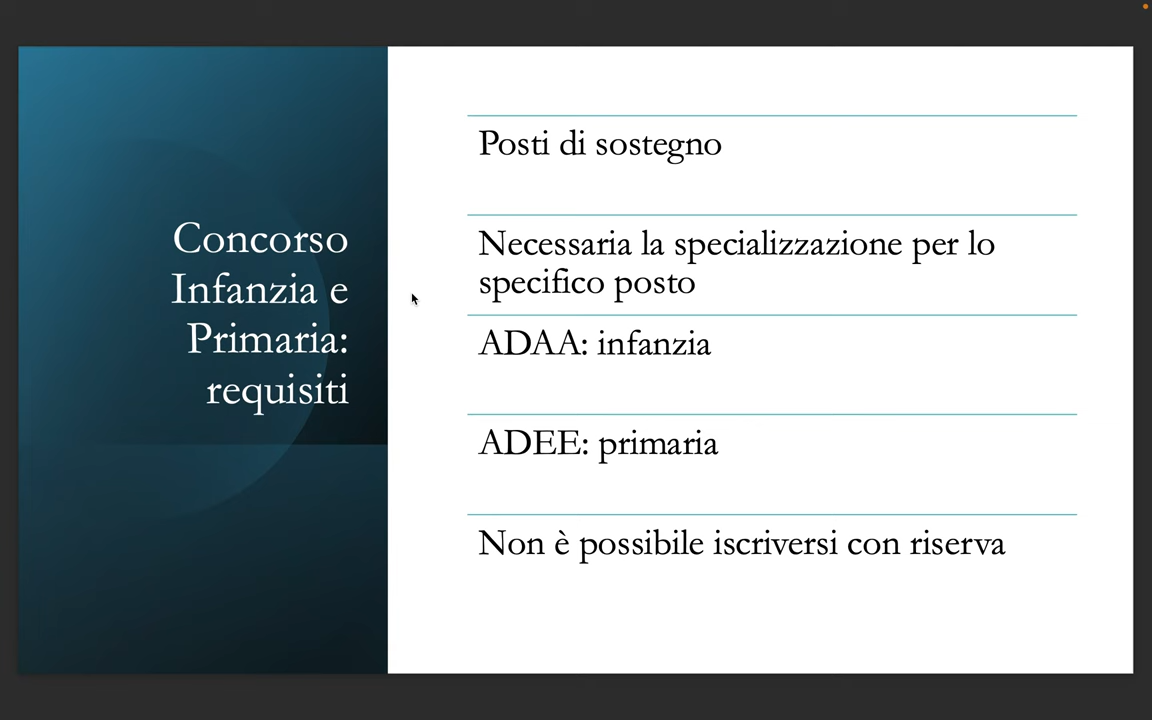 Concorso
Infanzia e
Primaria:
requisiti
Posti di sostegno
Necessaria la specializzazione per lo
specifico posto
ADAA: infanzia
ADEE: primaria
Non è possibile iscriversi con riserva